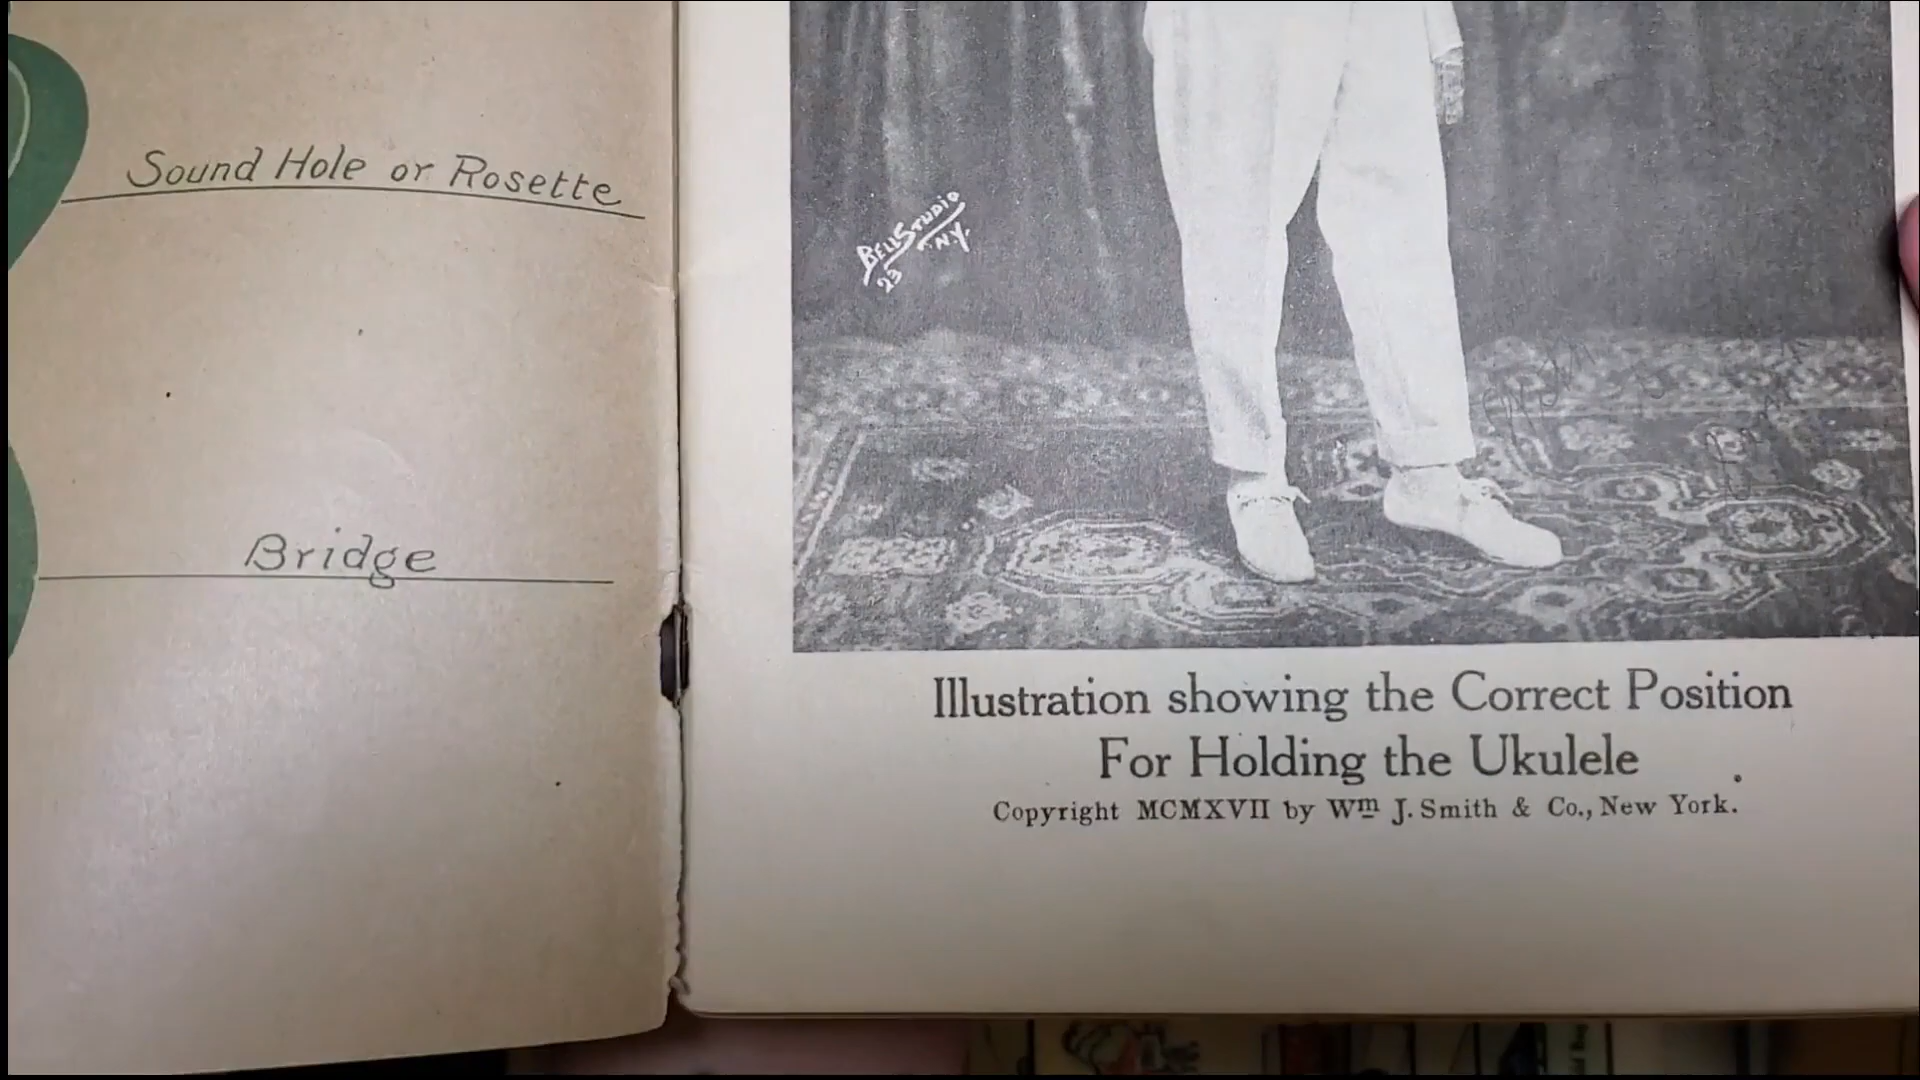 Sound Hole or Rosette
Bridge
BELL STUDIO
N.Y.
23
Illustration showing the Correct Position
For Holding the Ukulele
Copyright MCMXVII by Wm J. Smith & Co., New York.